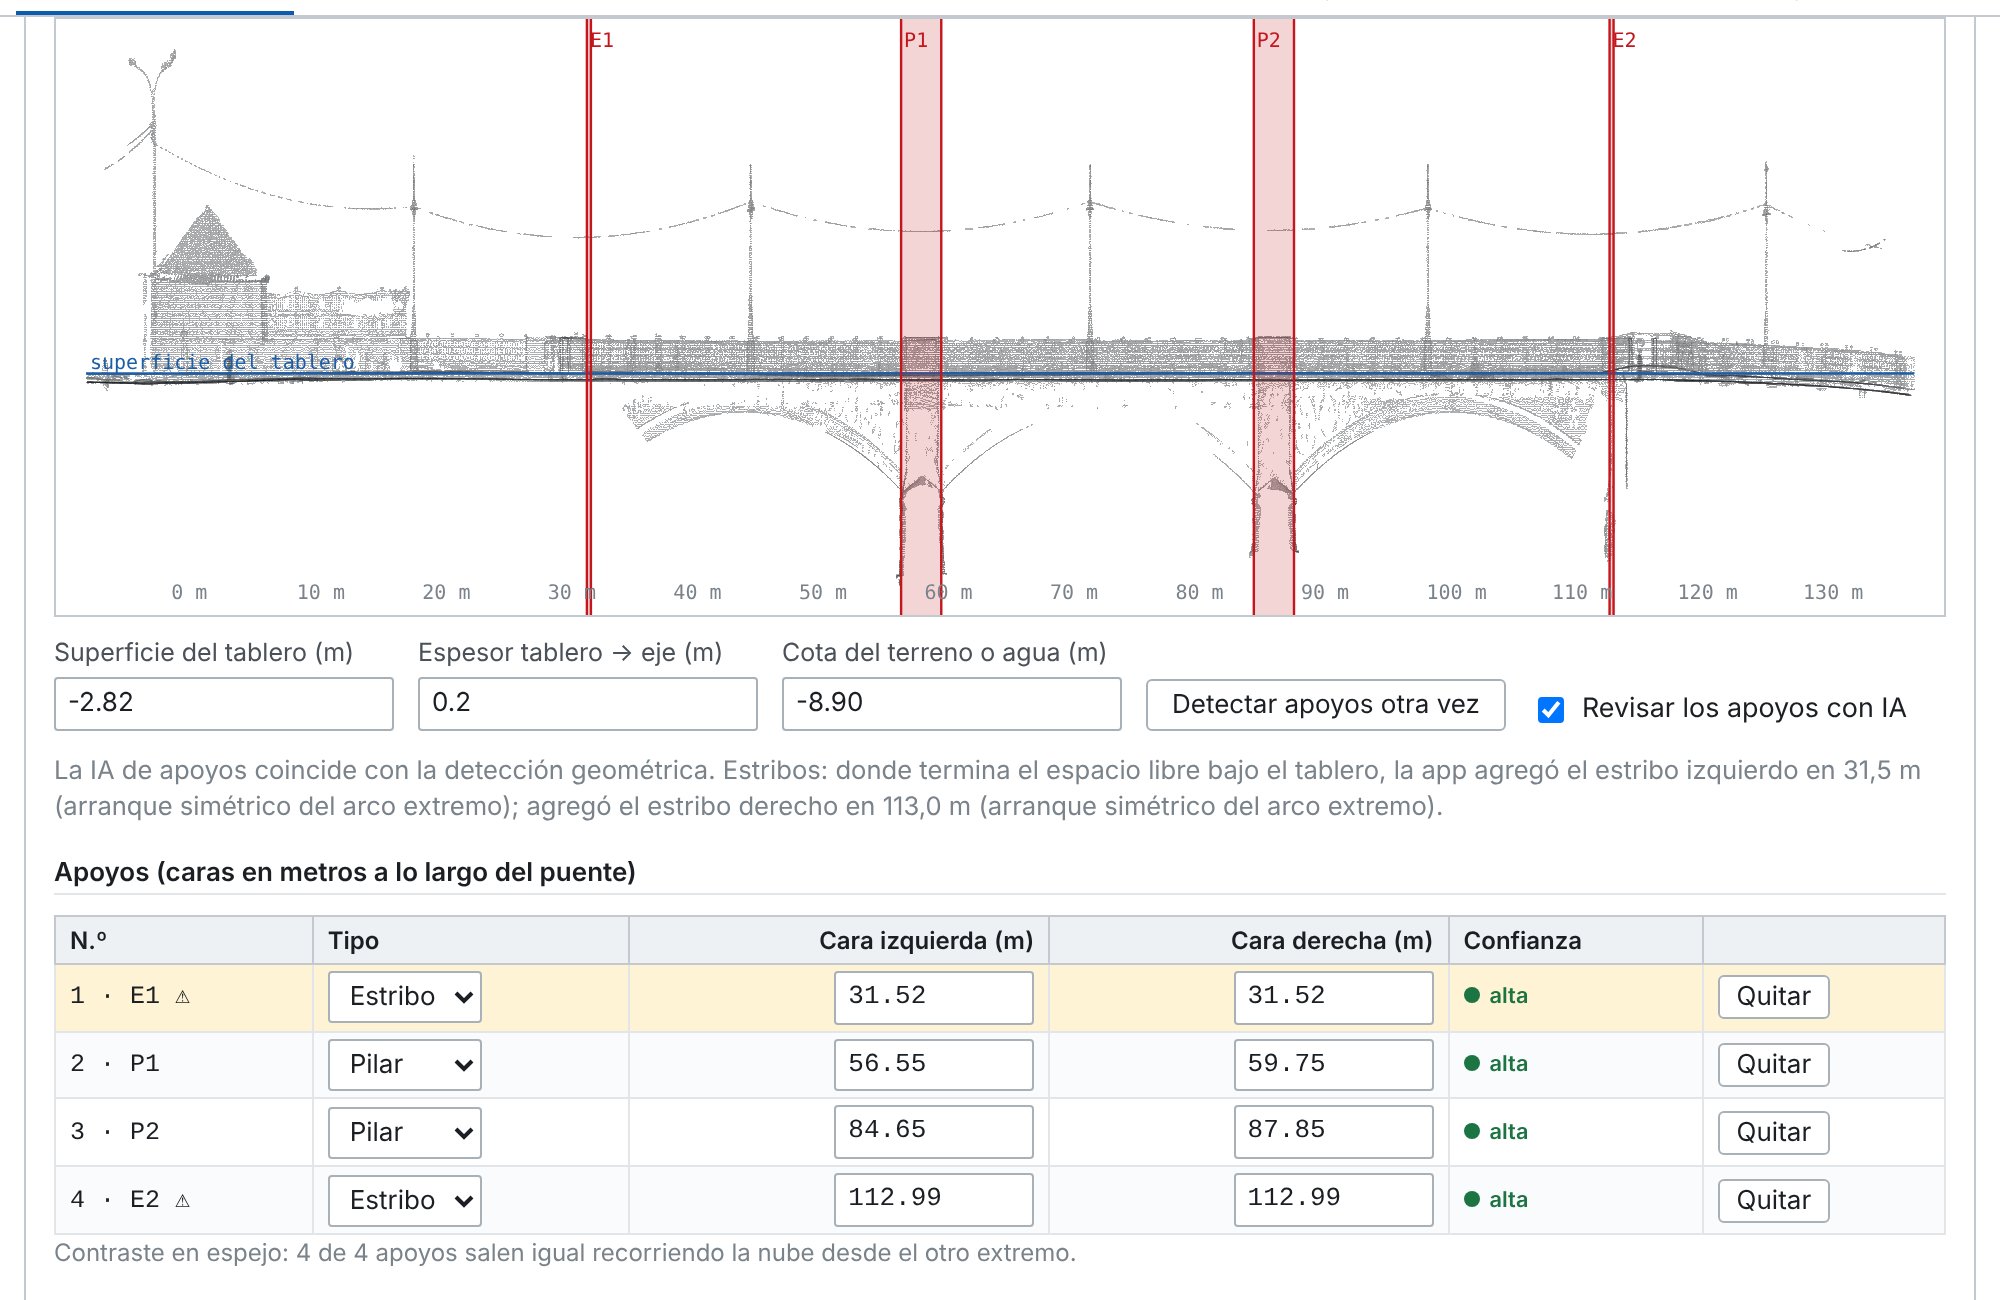 E1
P1
P2
E2
superficie del tablero
0 m 10 m 20 m 30 m 40 m 50 m 60 m 70 m 80 m 90 m 100 m 110 m 120 m 130 m
Superficie del tablero (m) Espesor tablero → eje (m) Cota del terreno o agua (m)
-2.82 0.2 -8.90 Detectar apoyos otra vez Revisar los apoyos con IA
La IA de apoyos coincide con la detección geométrica. Estribos: donde termina el espacio libre bajo el tablero, la app agregó el estribo izquierdo en 31,5 m
(arranque simétrico del arco extremo); agregó el estribo derecho en 113,0 m (arranque simétrico del arco extremo).
Apoyos (caras en metros a lo largo del puente)
N.º Tipo Cara izquierda (m) Cara derecha (m) Confianza
1 · E1 ⚠ Estribo 31.52 31.52 alta Quitar
2 · P1 Pilar 56.55 59.75 alta Quitar
3 · P2 Pilar 84.65 87.85 alta Quitar
4 · E2 ⚠ Estribo 112.99 112.99 alta Quitar
Contraste en espejo: 4 de 4 apoyos salen igual recorriendo la nube desde el otro extremo.